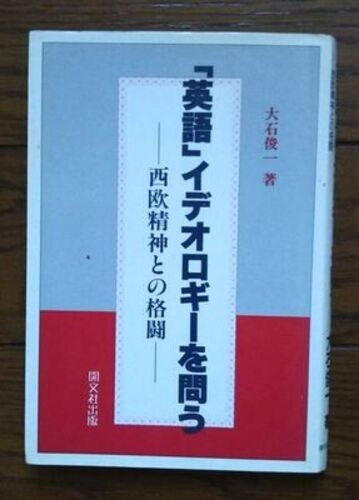 「英語」イデオロギーを問う
——西欧精神との格闘——
大石俊一 著
開文社出版